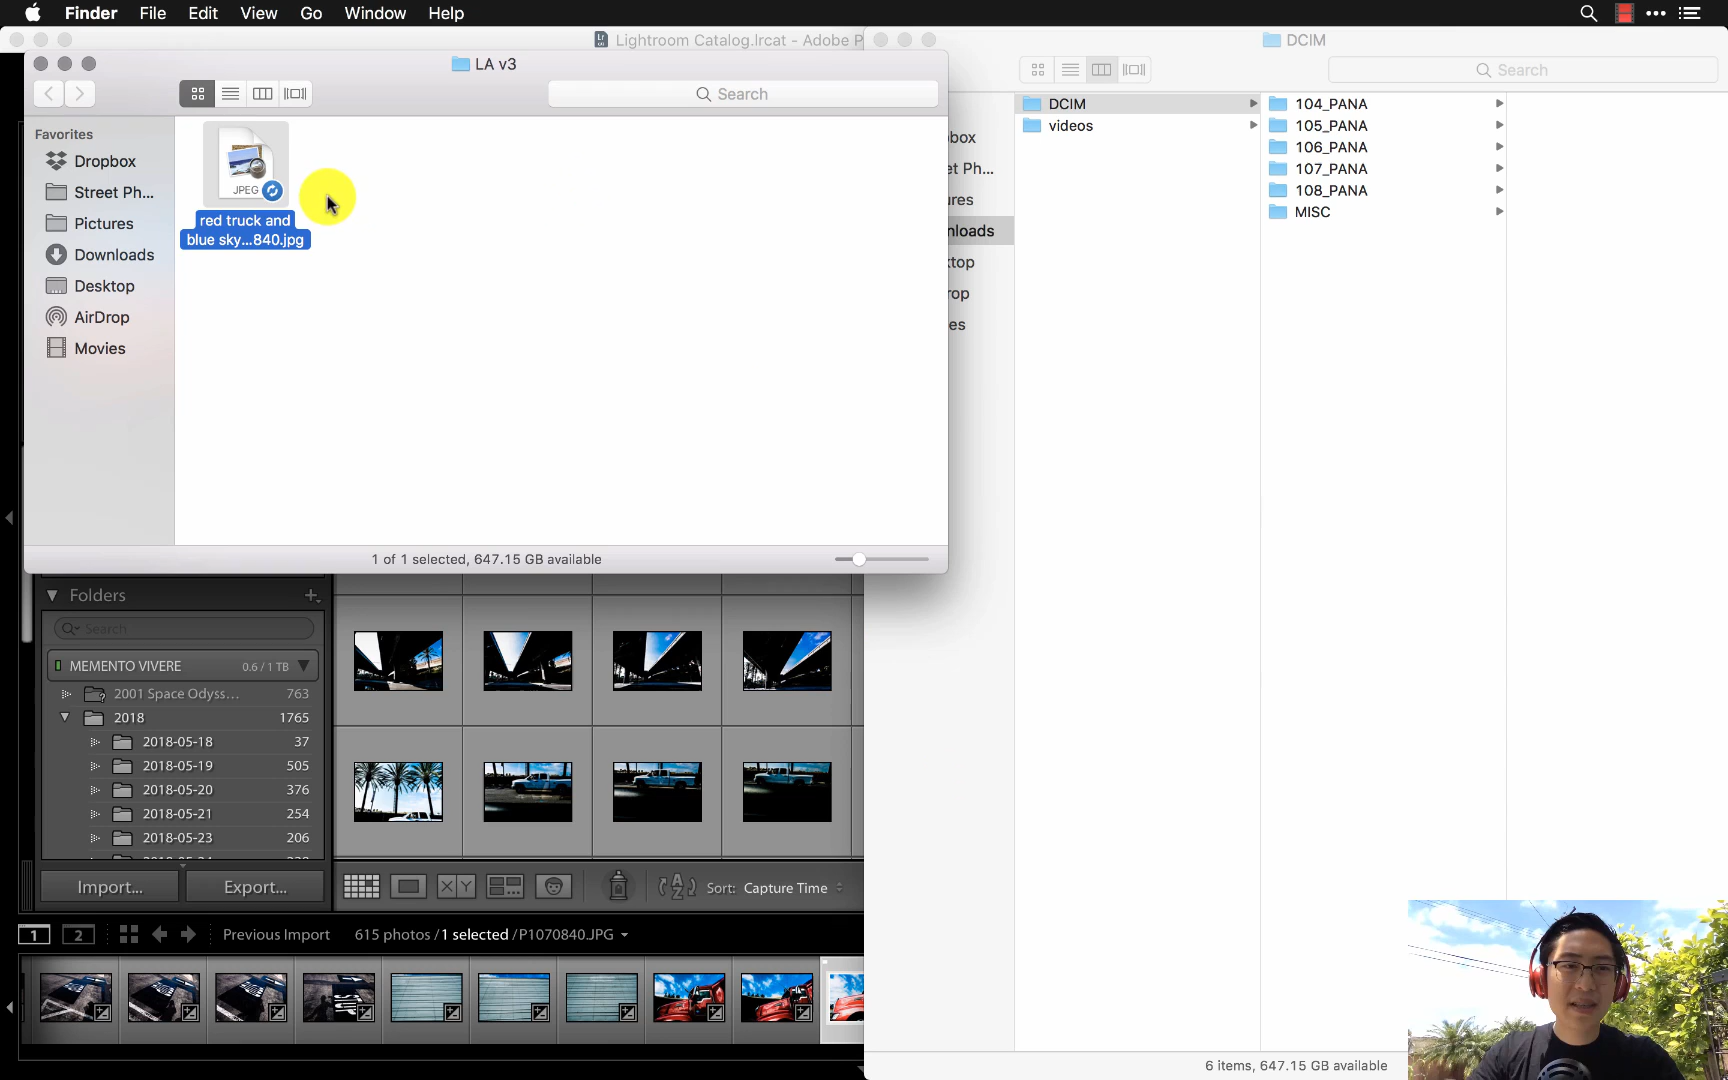 Finder File Edit View Go Window Help
Lightroom Catalog.lrcat - Adobe P
DCIM
LA v3
Search
Search
Favorites
Dropbox
Street Ph...
Pictures
Downloads
Desktop
AirDrop
Movies
JPEG
red truck and
blue sky...840.jpg
1 of 1 selected, 647.15 GB available
box
et Ph...
res
nloads
top
rop
es
DCIM
videos
104_PANA
105_PANA
106_PANA
107_PANA
108_PANA
MISC
Folders
Search
MEMENTO VIVERE 0.6 / 1 TB
2001 Space Odyss... 763
2018 1765
2018-05-18 37
2018-05-19 505
2018-05-20 376
2018-05-21 254
2018-05-23 206
Import... Export...
X Y
A
Z
Sort: Capture Time
1 2 Previous Import 615 photos / 1 selected / P1070840.JPG
6 items, 647.15 GB available